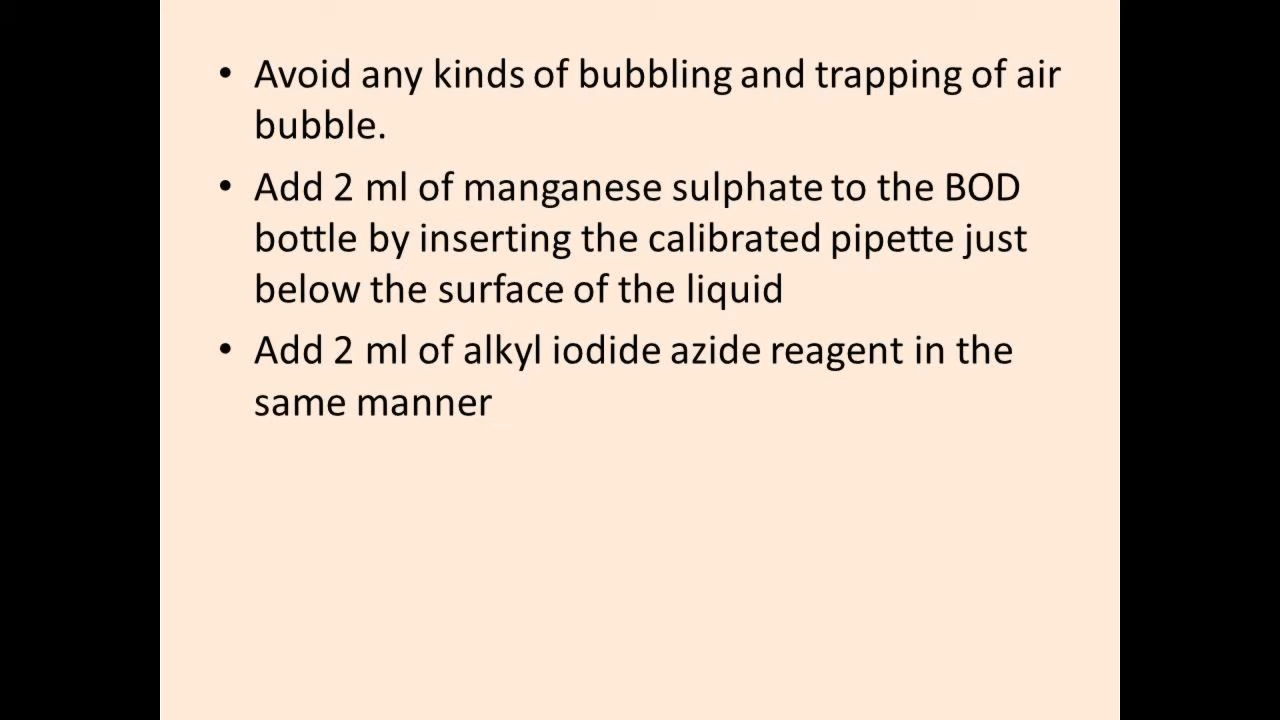 • Avoid any kinds of bubbling and trapping of air
bubble.
• Add 2 ml of manganese sulphate to the BOD
bottle by inserting the calibrated pipette just
below the surface of the liquid
• Add 2 ml of alkyl iodide azide reagent in the
same manner